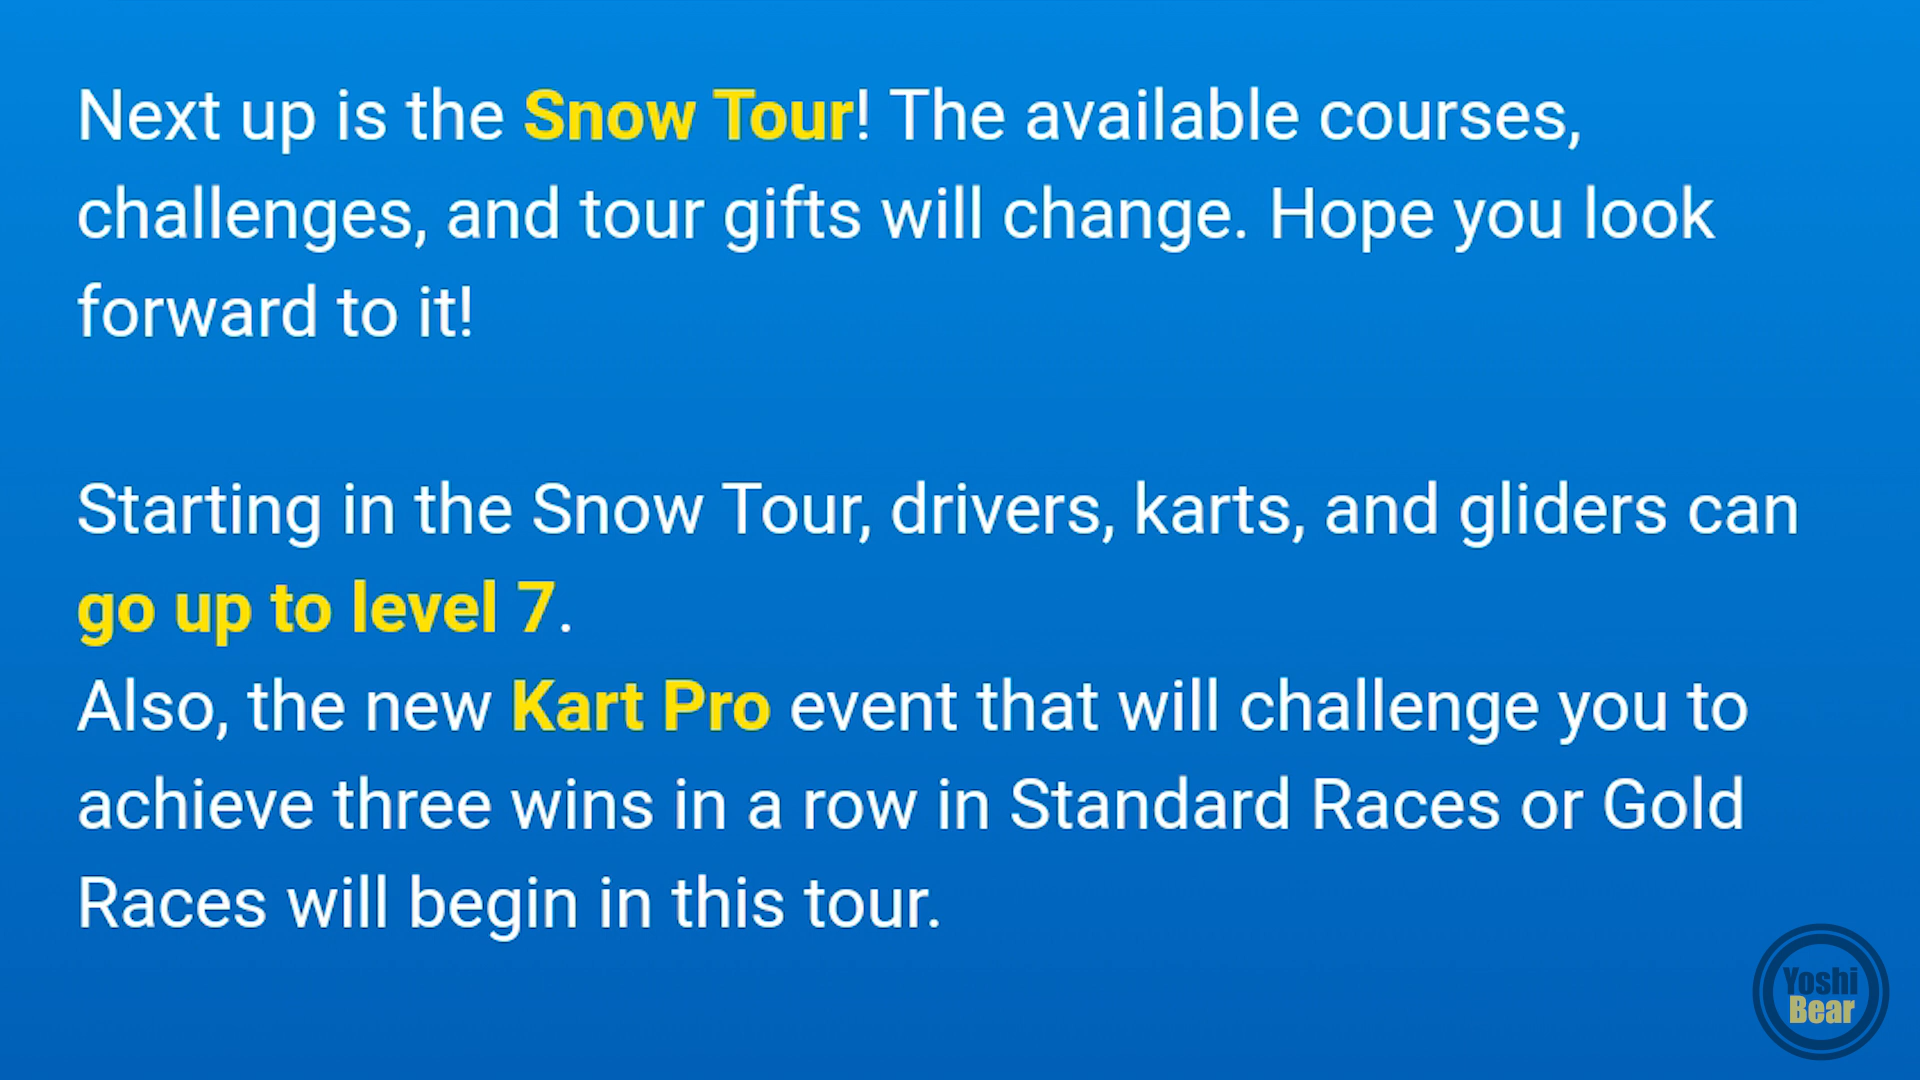 Next up is the Snow Tour! The available courses,
challenges, and tour gifts will change. Hope you look
forward to it!
Starting in the Snow Tour, drivers, karts, and gliders can
go up to level 7.
Also, the new Kart Pro event that will challenge you to
achieve three wins in a row in Standard Races or Gold
Races will begin in this tour.
Yoshi
Bear